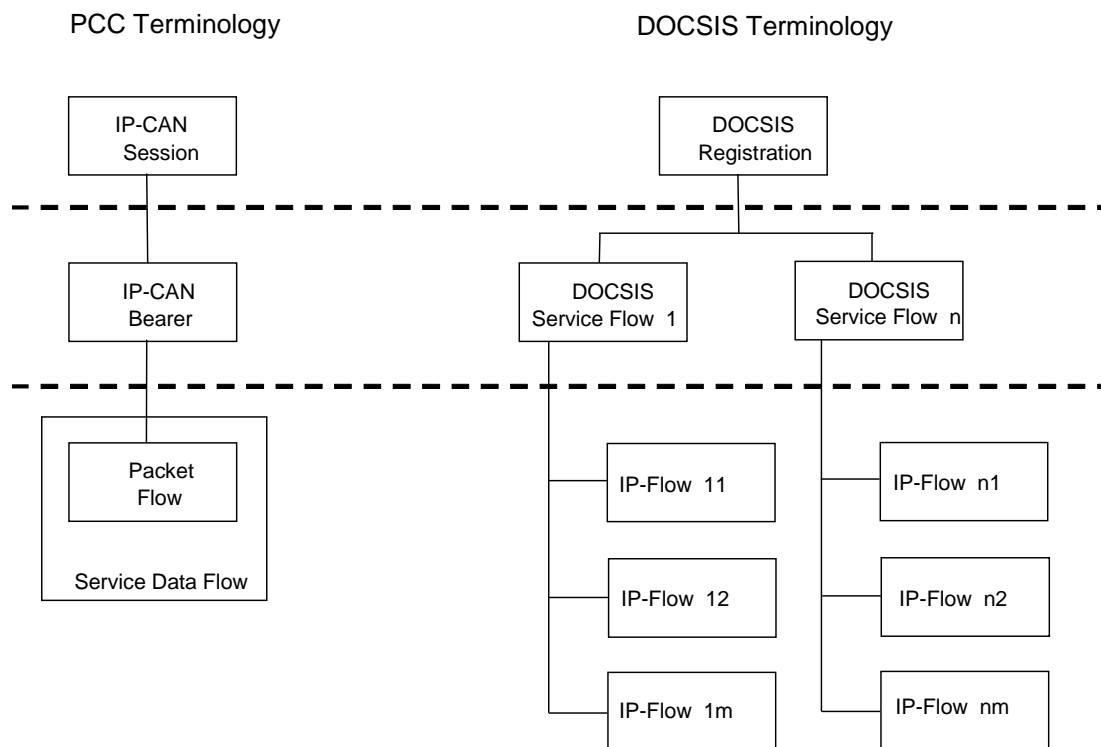 PCC Terminology
DOCSIS Terminology
IP-CAN
Session
DOCSIS
Registration
IP-CAN
Bearer
DOCSIS
Service Flow 1
DOCSIS
Service Flow n
Packet
Flow
Service Data Flow
IP-Flow 11
IP-Flow n1
IP-Flow 12
IP-Flow n2
IP-Flow 1m
IP-Flow nm